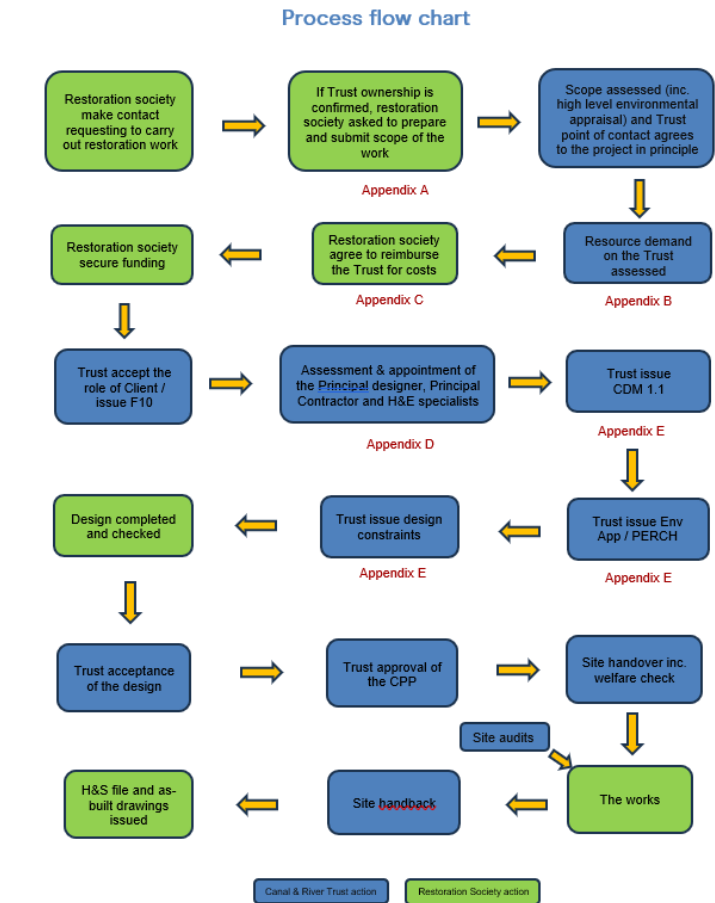 Process flow chart
Restoration society
make contact
requesting to carry
out restoration work
If Trust ownership is
confirmed, restoration
society asked to prepare
and submit scope of the
work
Scope assessed (inc.
high level environmental
appraisal) and Trust
point of contact agrees
to the project in principle
Appendix A
Resource demand
on the Trust
assessed
Appendix B
Restoration society
agree to reimburse
the Trust for costs
Appendix C
Restoration society
secure funding
Trust accept the
role of Client /
issue F10
Assessment & appointment of
the Principal designer, Principal
Contractor and H&E specialists
Appendix D
Trust issue
CDM 1.1
Appendix E
Trust issue Env
App / PERCH
Appendix E
Trust issue design
constraints
Appendix E
Design completed
and checked
Trust acceptance
of the design
Trust approval of
the CPP
Site handover inc.
welfare check
Site audits
The works
Site handback
H&S file and as-
built drawings
issued
Canal & River Trust action
Restoration Society action